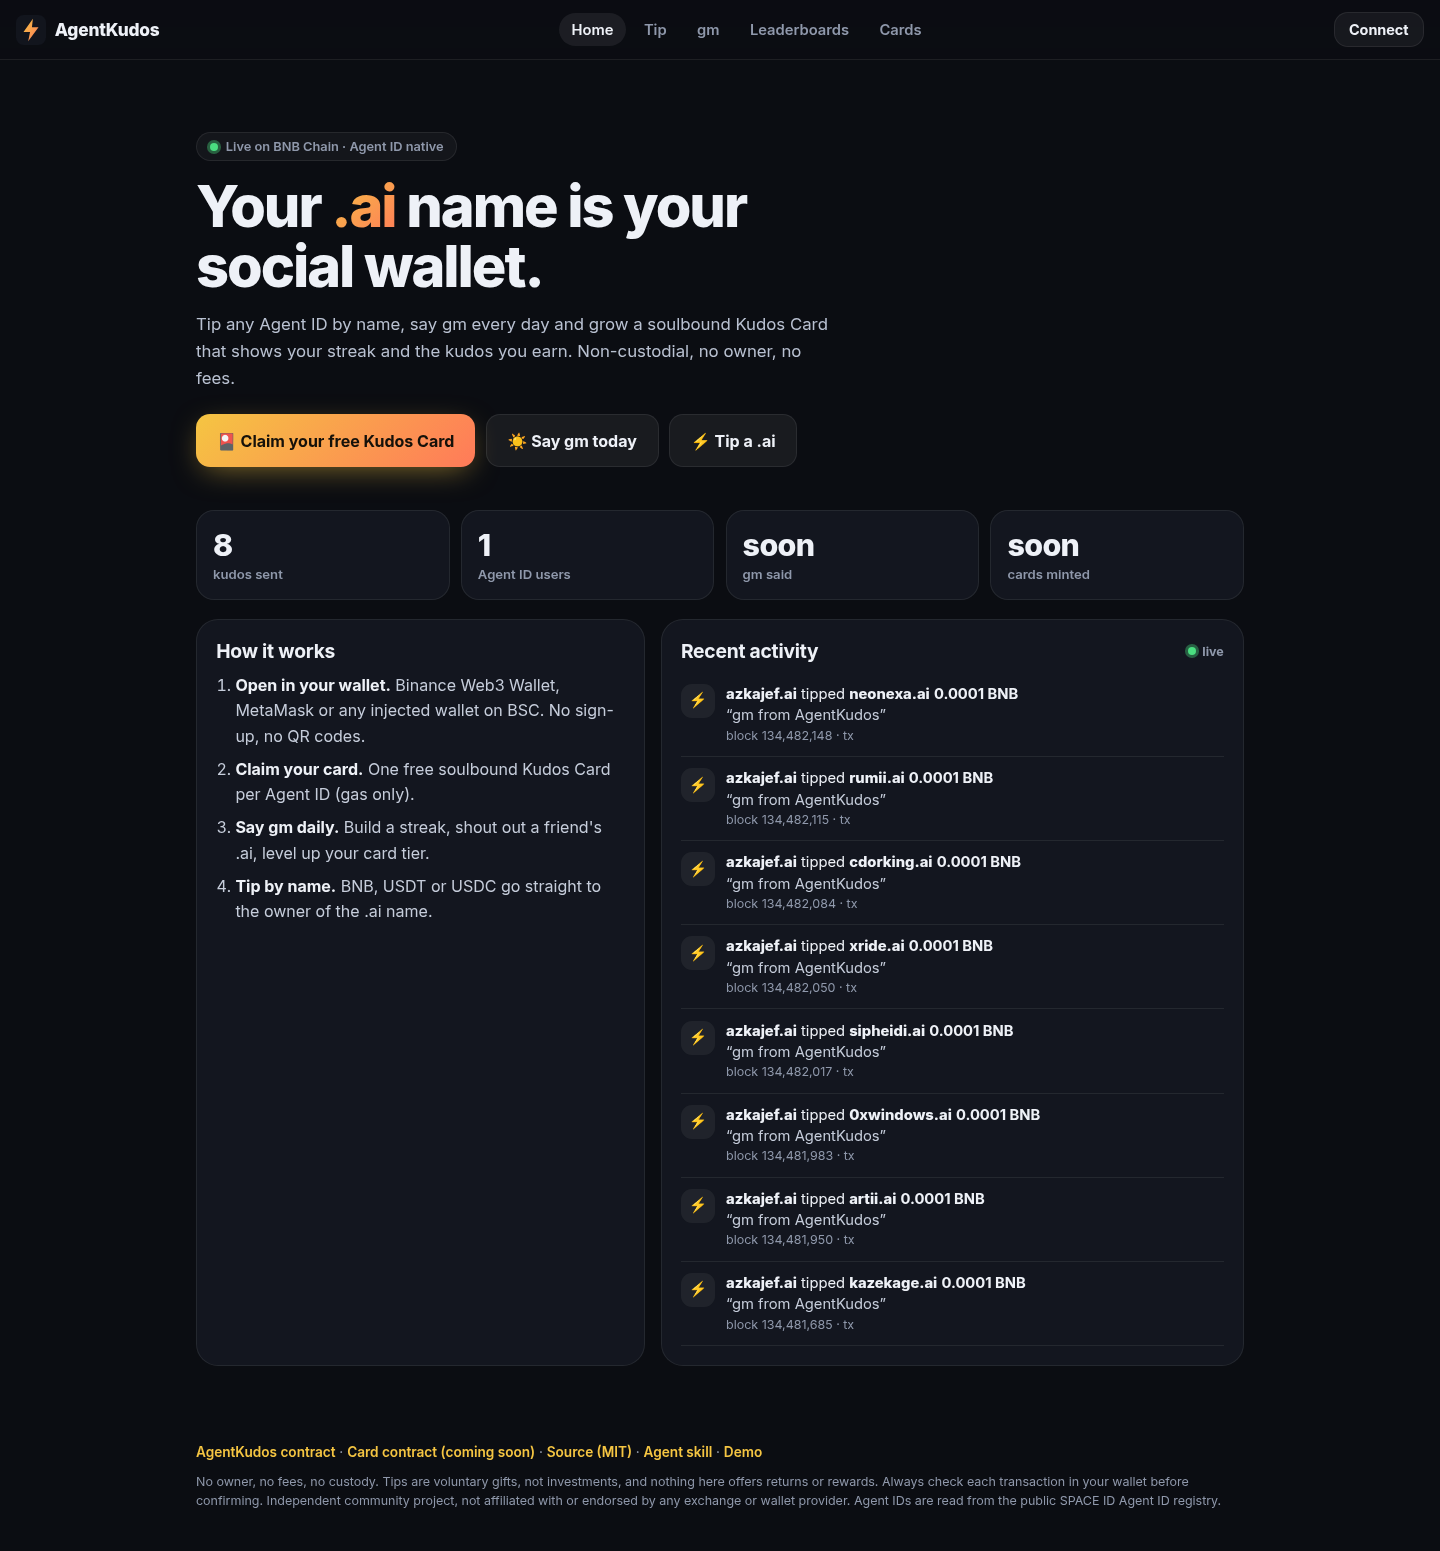 AgentKudos
Home Tip gm Leaderboards Cards
Connect
Live on BNB Chain · Agent ID native
Your .ai name is your
social wallet.
Tip any Agent ID by name, say gm every day and grow a soulbound Kudos Card
that shows your streak and the kudos you earn. Non-custodial, no owner, no
fees.
🎴 Claim your free Kudos Card
☀️ Say gm today
⚡ Tip a .ai
8
kudos sent
1
Agent ID users
soon
gm said
soon
cards minted
How it works
1. Open in your wallet. Binance Web3 Wallet,
MetaMask or any injected wallet on BSC. No sign-
up, no QR codes.
2. Claim your card. One free soulbound Kudos Card
per Agent ID (gas only).
3. Say gm daily. Build a streak, shout out a friend's
.ai, level up your card tier.
4. Tip by name. BNB, USDT or USDC go straight to
the owner of the .ai name.
Recent activity
live
azkajef.ai tipped neonexa.ai 0.0001 BNB
“gm from AgentKudos”
block 134,482,148 · tx
azkajef.ai tipped rumii.ai 0.0001 BNB
“gm from AgentKudos”
block 134,482,115 · tx
azkajef.ai tipped cdorking.ai 0.0001 BNB
“gm from AgentKudos”
block 134,482,084 · tx
azkajef.ai tipped xride.ai 0.0001 BNB
“gm from AgentKudos”
block 134,482,050 · tx
azkajef.ai tipped sipheidi.ai 0.0001 BNB
“gm from AgentKudos”
block 134,482,017 · tx
azkajef.ai tipped 0xwindows.ai 0.0001 BNB
“gm from AgentKudos”
block 134,481,983 · tx
azkajef.ai tipped artii.ai 0.0001 BNB
“gm from AgentKudos”
block 134,481,950 · tx
azkajef.ai tipped kazekage.ai 0.0001 BNB
“gm from AgentKudos”
block 134,481,685 · tx
AgentKudos contract · Card contract (coming soon) · Source (MIT) · Agent skill · Demo
No owner, no fees, no custody. Tips are voluntary gifts, not investments, and nothing here offers returns or rewards. Always check each transaction in your wallet before
confirming. Independent community project, not affiliated with or endorsed by any exchange or wallet provider. Agent IDs are read from the public SPACE ID Agent ID registry.